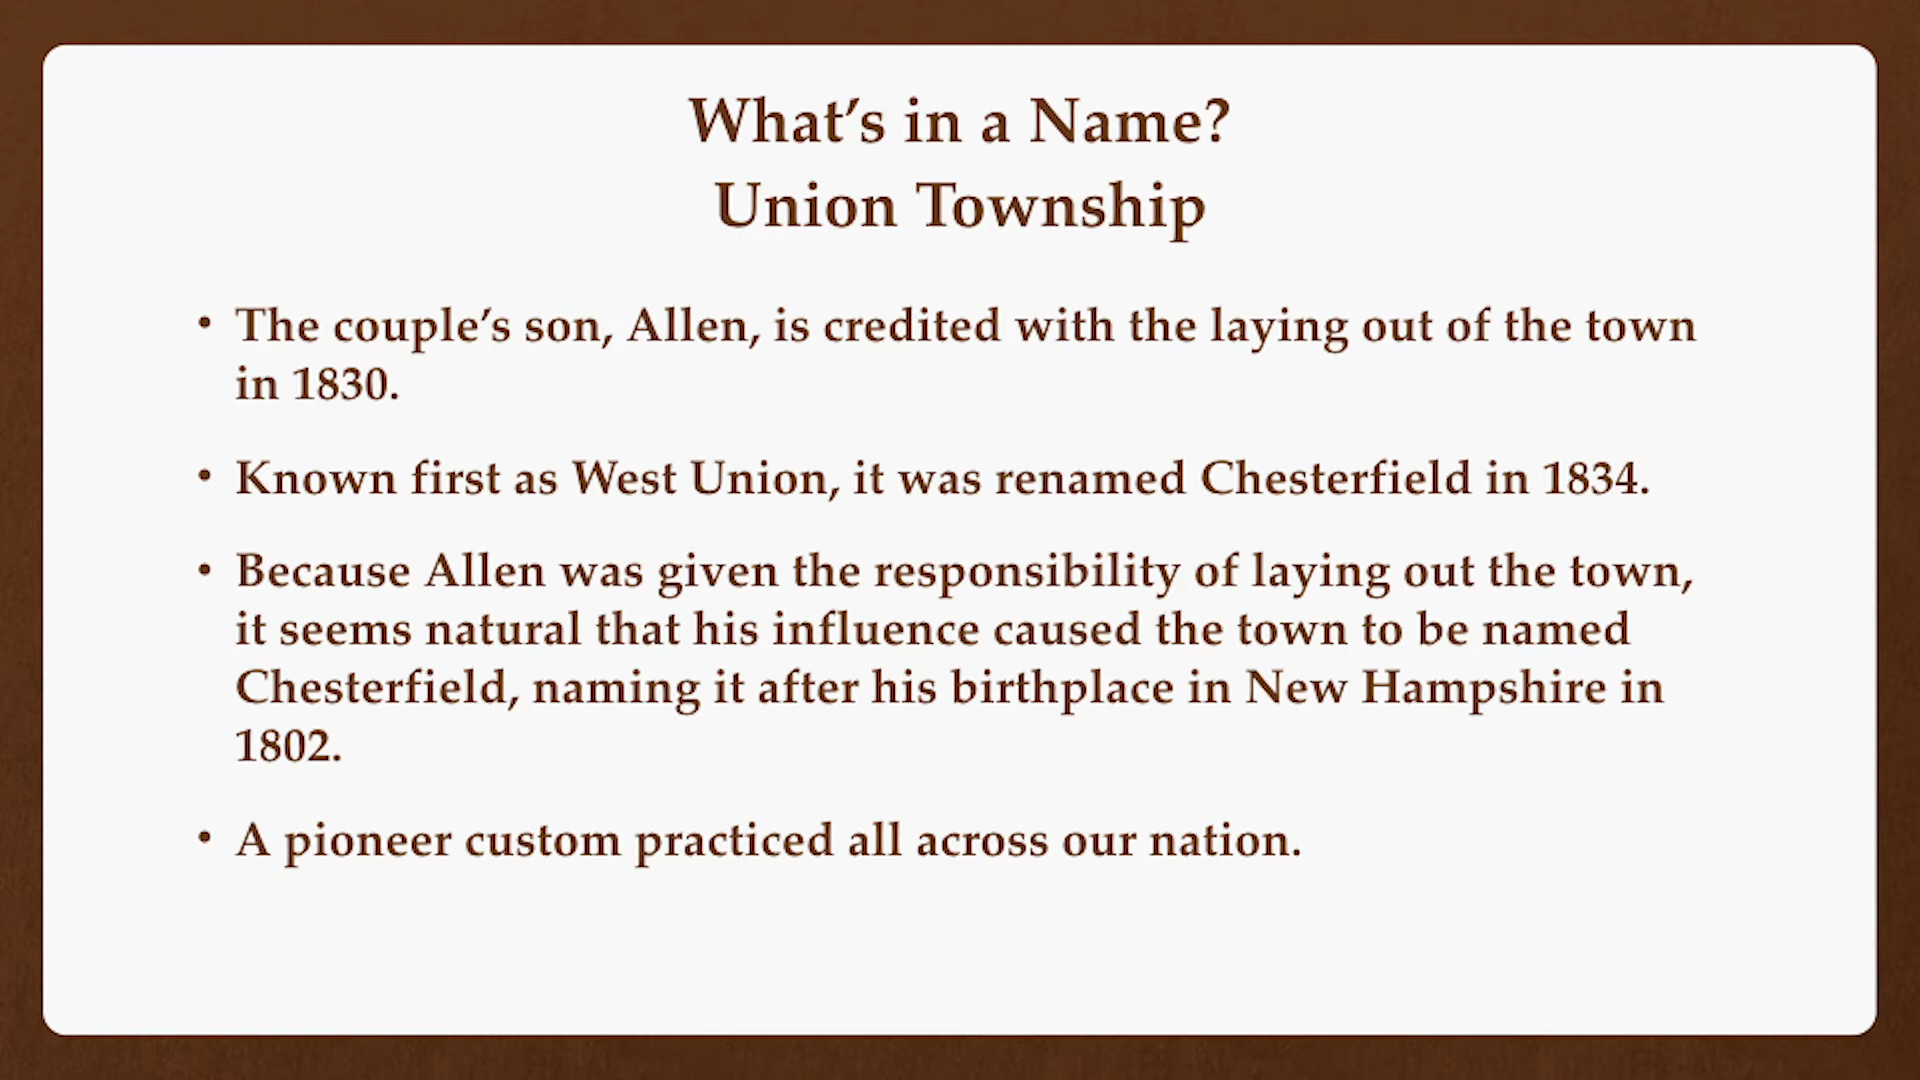 What’s in a Name?
Union Township
• The couple’s son, Allen, is credited with the laying out of the town
in 1830.
• Known first as West Union, it was renamed Chesterfield in 1834.
• Because Allen was given the responsibility of laying out the town,
it seems natural that his influence caused the town to be named
Chesterfield, naming it after his birthplace in New Hampshire in
1802.
• A pioneer custom practiced all across our nation.